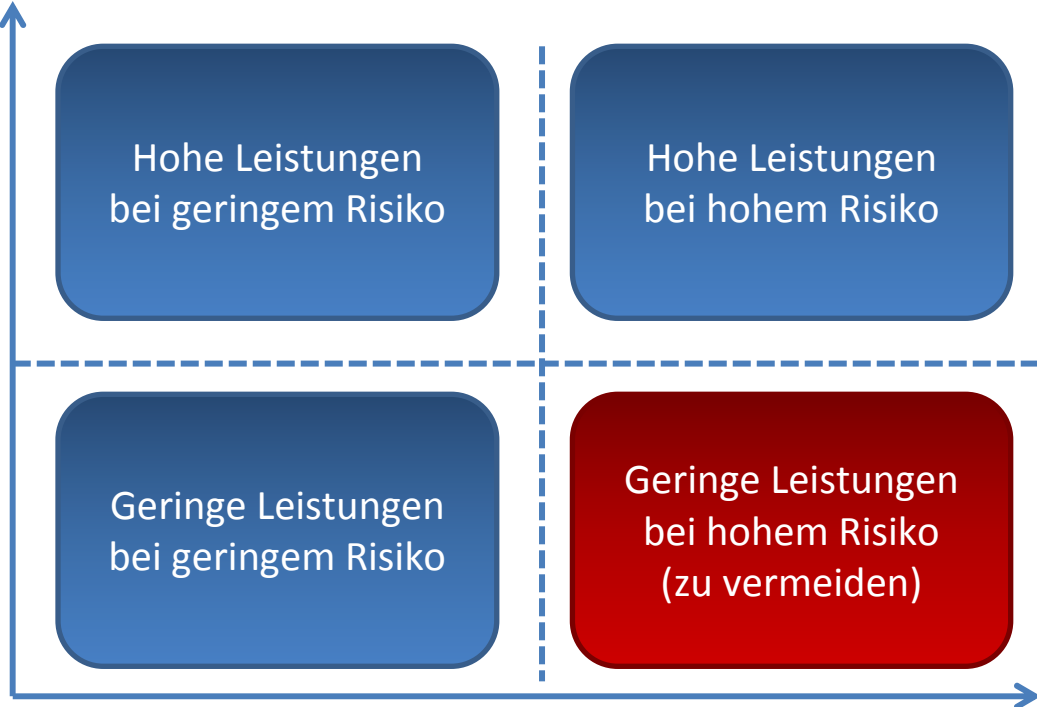 Hohe Leistungen
bei geringem Risiko
Hohe Leistungen
bei hohem Risiko
Geringe Leistungen
bei geringem Risiko
Geringe Leistungen
bei hohem Risiko
(zu vermeiden)